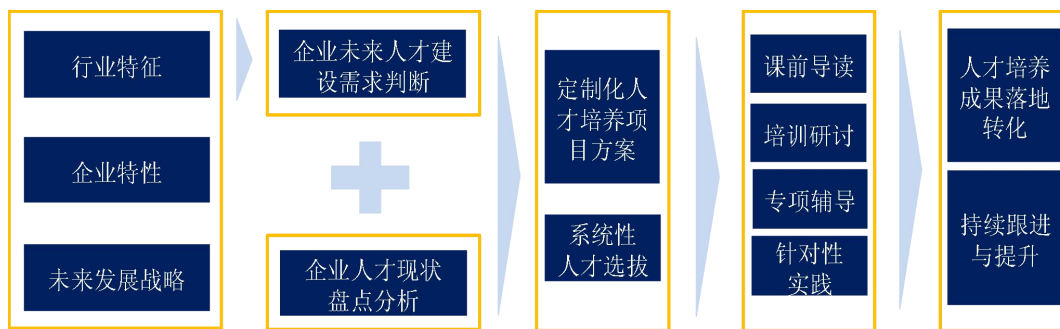 行业特征
企业特性
未来发展战略
企业未来人才建
设需求判断
企业人才现状
盘点分析
定制化人
才培养项
目方案
系统性
人才选拔
课前导读
培训研讨
专项辅导
针对性
实践
人才培养
成果落地
转化
持续跟进
与提升